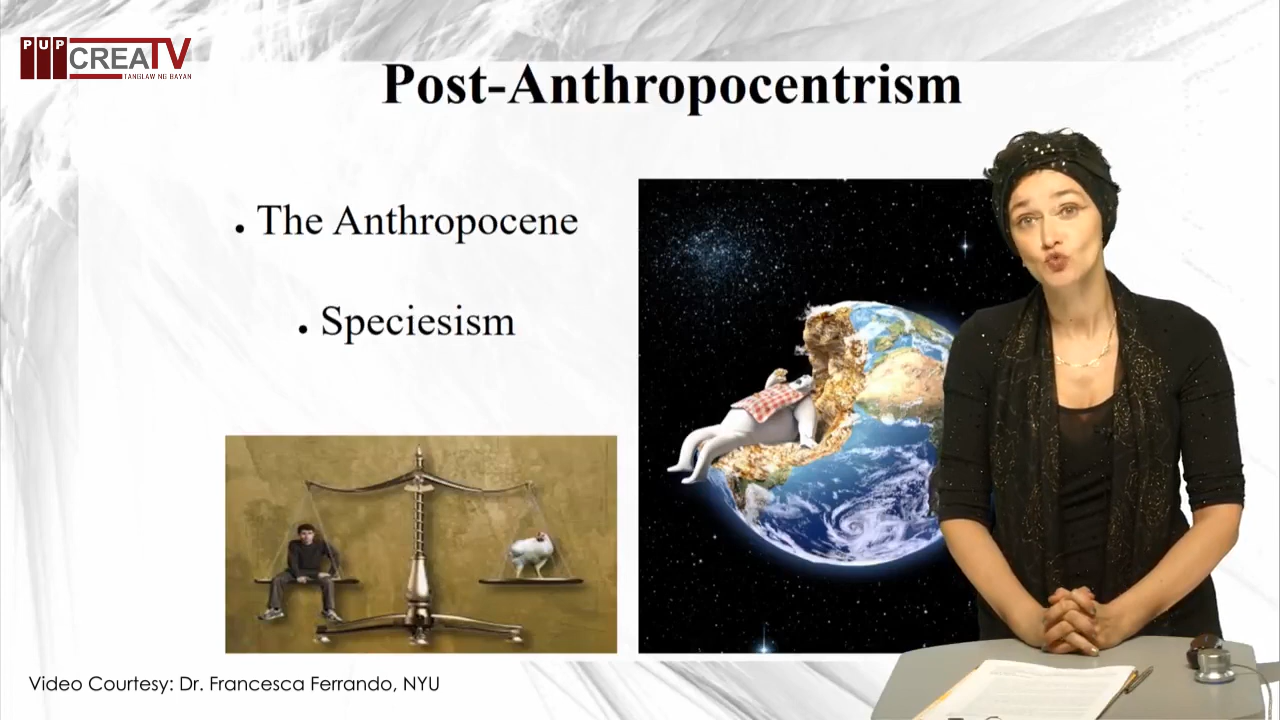 PUP CREATV
TANGLAW NG BAYAN
Post-Anthropocentrism
• The Anthropocene
• Speciesism
Video Courtesy: Dr. Francesca Ferrando, NYU